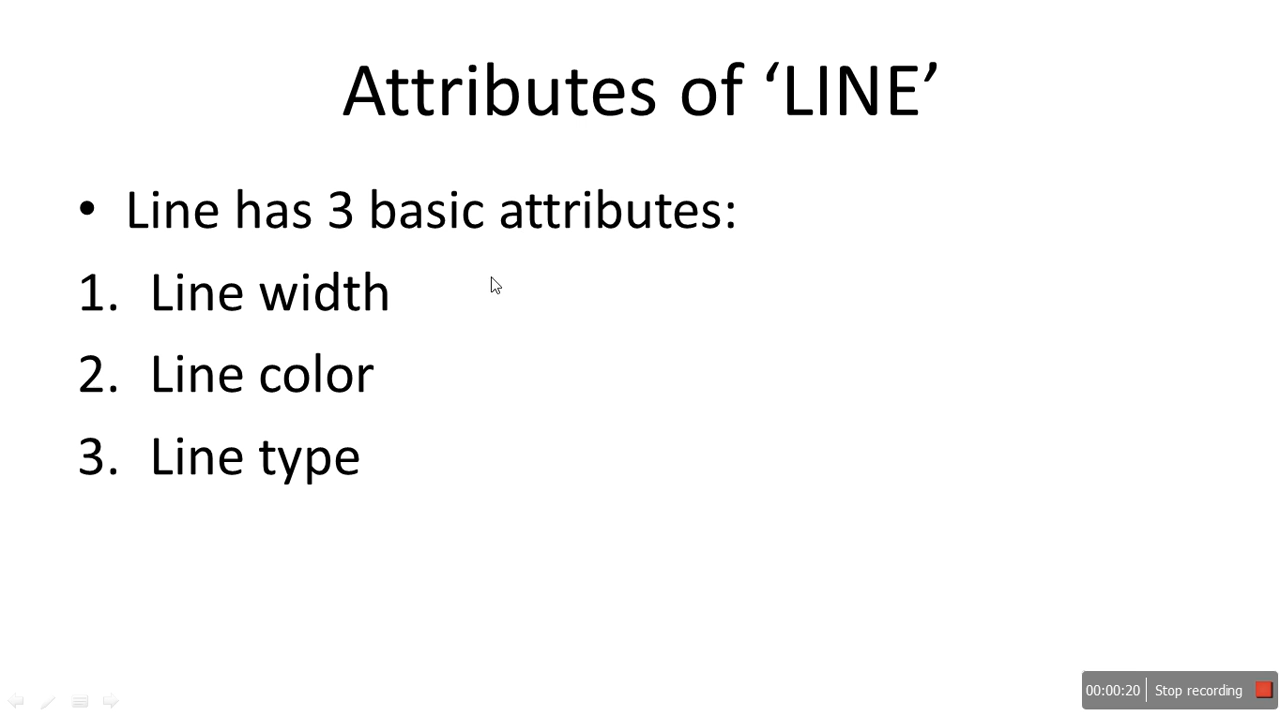 Attributes of ‘LINE’
• Line has 3 basic attributes:
1. Line width
2. Line color
3. Line type
00:00:20 Stop recording